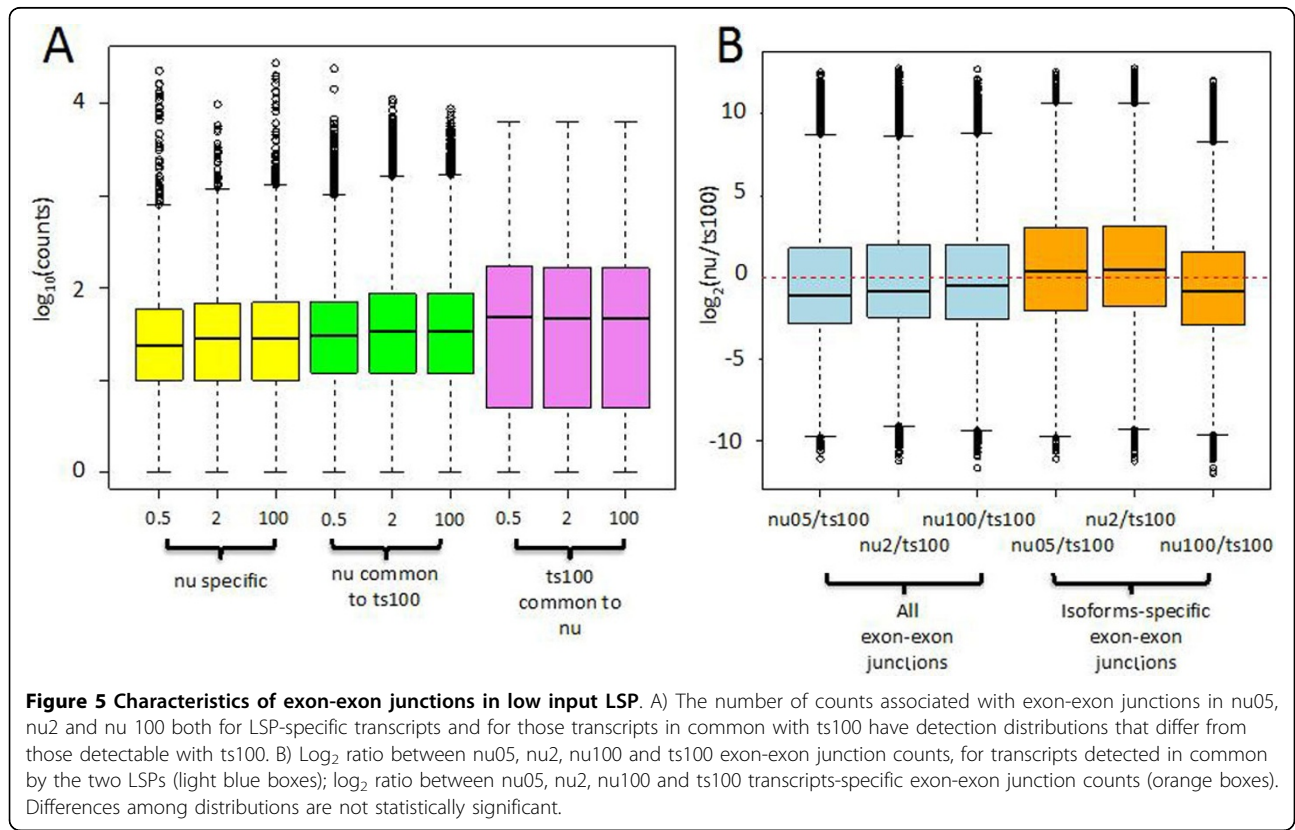 A
B
log10(counts)
4
2
0
0.5 2 100 0.5 2 100 0.5 2 100
nu specific
nu common
to ts100
ts100
common to
nu
log2(nu/ts100)
10
5
0
-5
-10
nu05/ts100 nu100/ts100 nu2/ts100
nu2/ts100 nu05/ts100 nu100/ts100
All
exon-exon
junctions
Isoforms-specific
exon-exon
junctions
Figure 5 Characteristics of exon-exon junctions in low input LSP. A) The number of counts associated with exon-exon junctions in nu05,
nu2 and nu 100 both for LSP-specific transcripts and for those transcripts in common with ts100 have detection distributions that differ from
those detectable with ts100. B) Log2 ratio between nu05, nu2, nu100 and ts100 exon-exon junction counts, for transcripts detected in common
by the two LSPs (light blue boxes); log2 ratio between nu05, nu2, nu100 and ts100 transcripts-specific exon-exon junction counts (orange boxes).
Differences among distributions are not statistically significant.